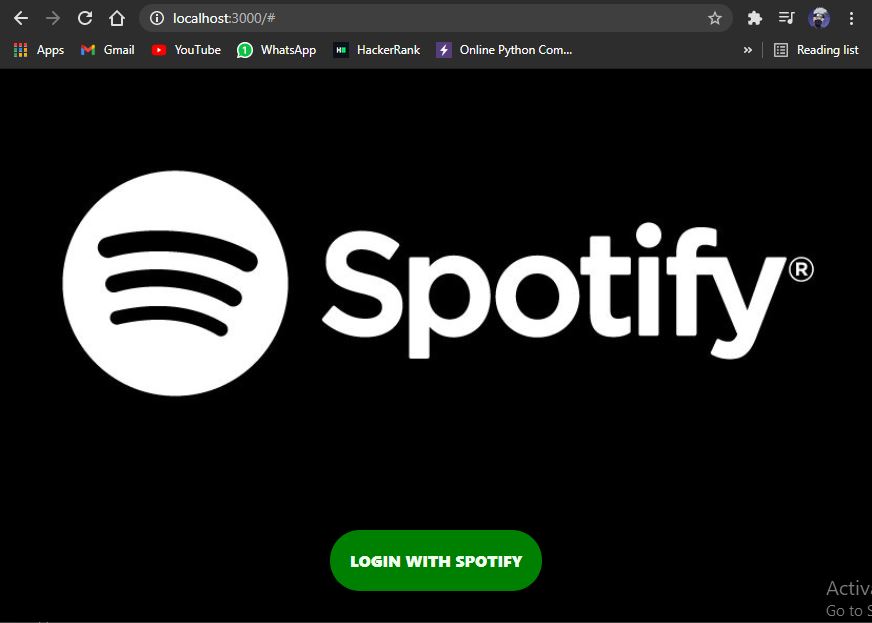 localhost:3000/#
Apps Gmail YouTube WhatsApp HackerRank Online Python Com... » Reading list
Spotify®
LOGIN WITH SPOTIFY
Activ
Go to S